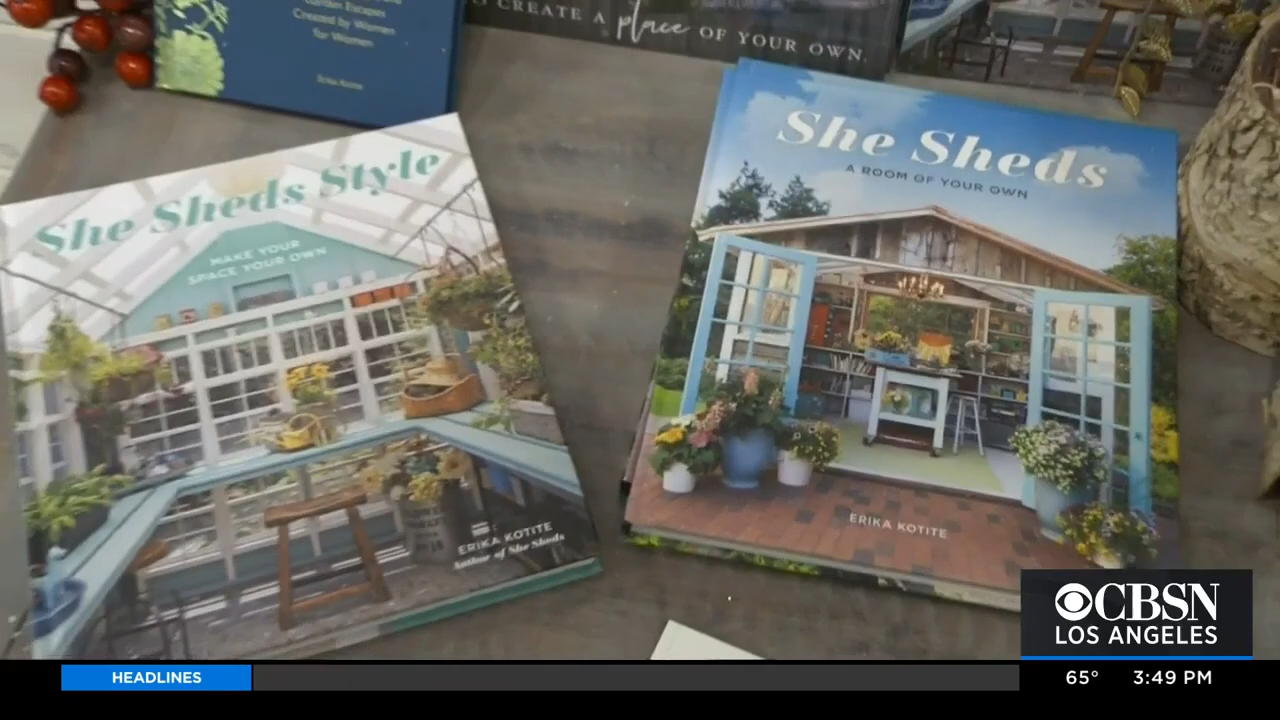 Garden Escapes
Created by Women
for Women
Erika Kotite
O CREATE A place OF YOUR OWN.
She Sheds Style
MAKE YOUR
SPACE YOUR OWN
ERIKA KOTITE
Author of She Sheds
She Sheds
A ROOM OF YOUR OWN
ERIKA KOTITE
CBSN
LOS ANGELES
HEADLINES
65° 3:49 PM